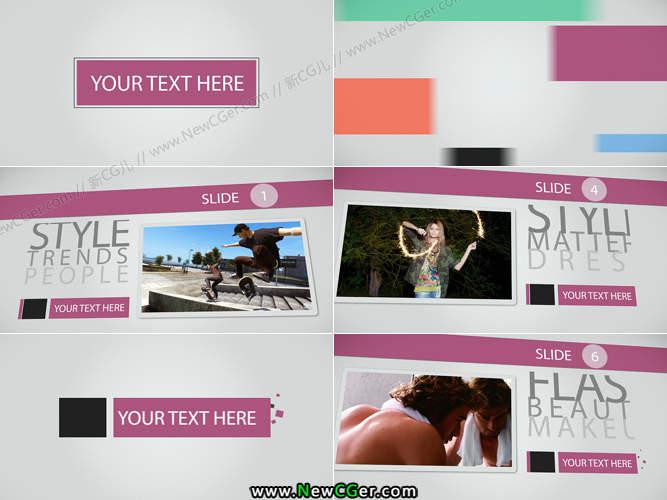 YOUR TEXT HERE
www.NewCGer.com // 新CG儿 // www.NewCGer.com // 新CG儿 // www.NewCGer.com
SLIDE 1
STYLE
TRENDS
PEOPLE
YOUR TEXT HERE
SLIDE 4
STYLI
MATTER
DRES
YOUR TEXT HERE
YOUR TEXT HERE
SLIDE 6
FLAS
BEAUT
MAKEU
YOUR TEXT HERE
www.NewCGer.com